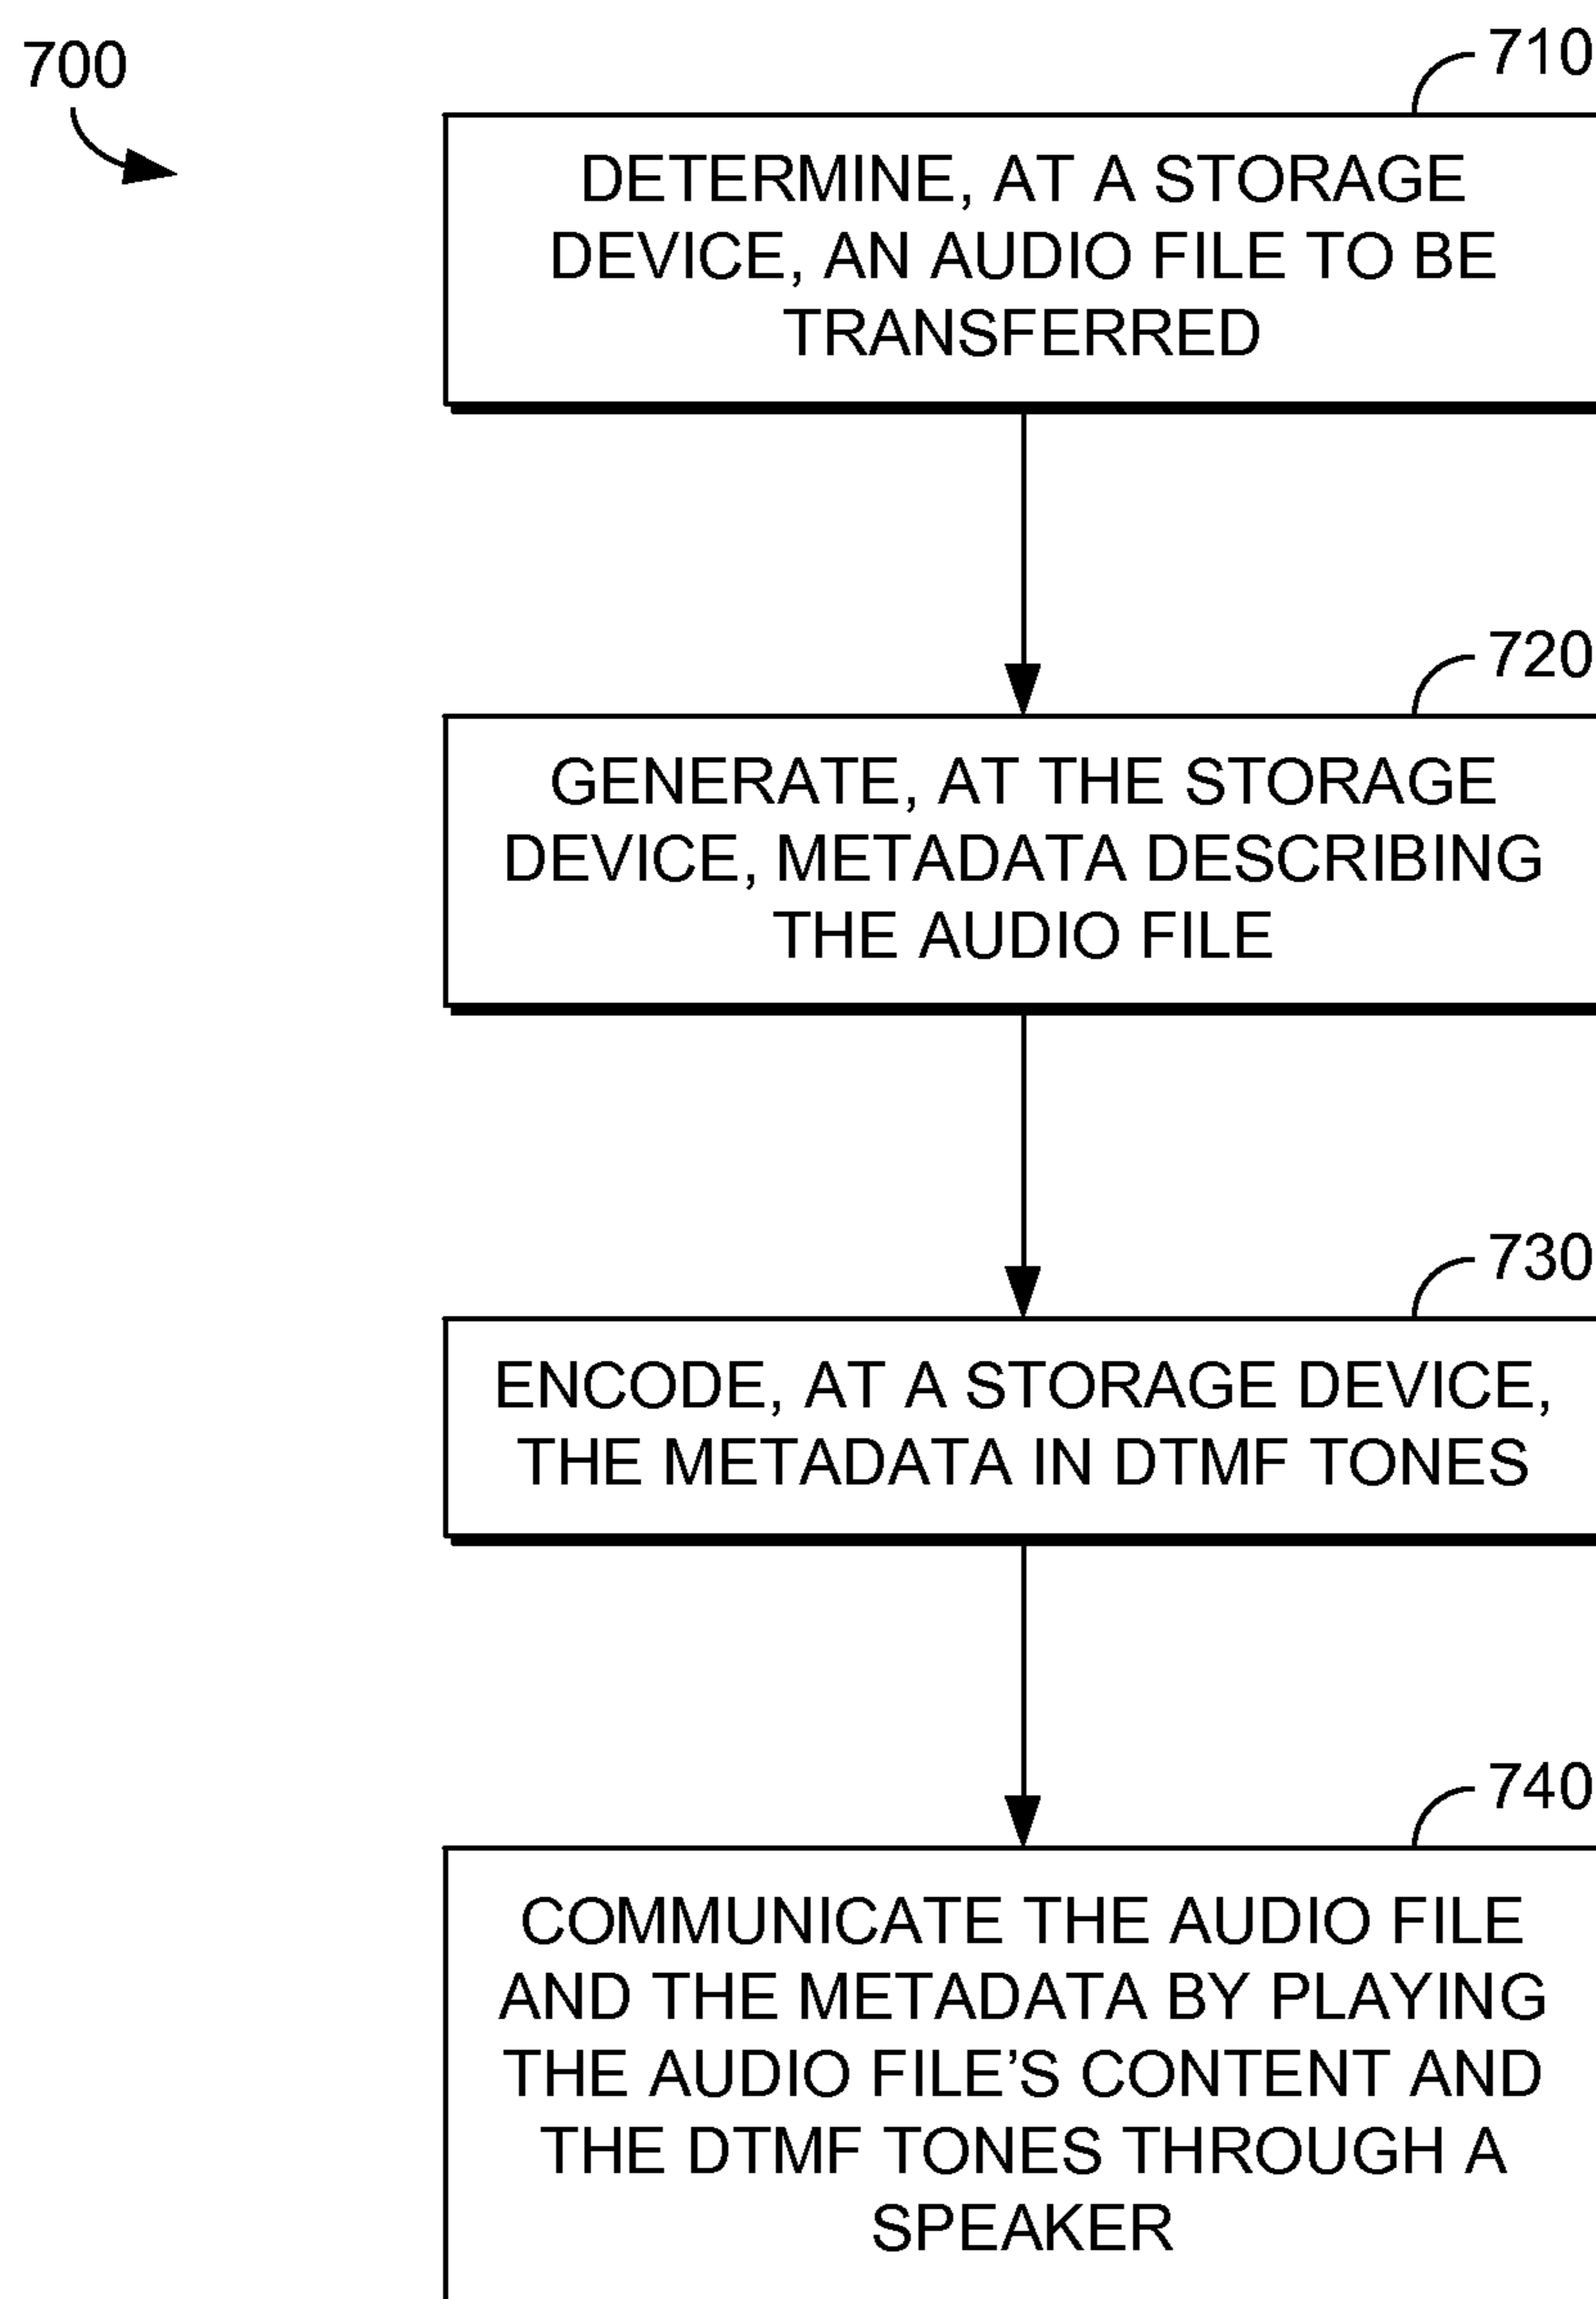 700
710
DETERMINE, AT A STORAGE
DEVICE, AN AUDIO FILE TO BE
TRANSFERRED
720
GENERATE, AT THE STORAGE
DEVICE, METADATA DESCRIBING
THE AUDIO FILE
730
ENCODE, AT A STORAGE DEVICE,
THE METADATA IN DTMF TONES
740
COMMUNICATE THE AUDIO FILE
AND THE METADATA BY PLAYING
THE AUDIO FILE’S CONTENT AND
THE DTMF TONES THROUGH A
SPEAKER